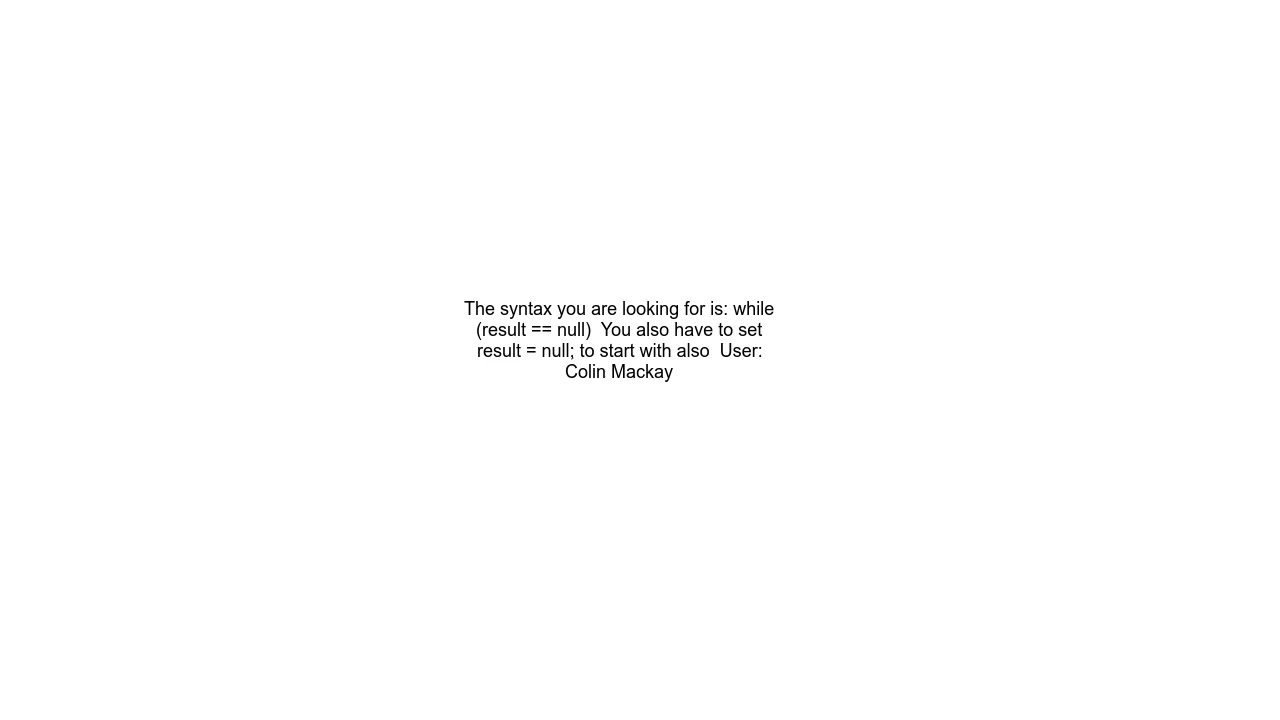 The syntax you are looking for is: while
(result == null)  You also have to set
result = null; to start with also  User:
Colin Mackay